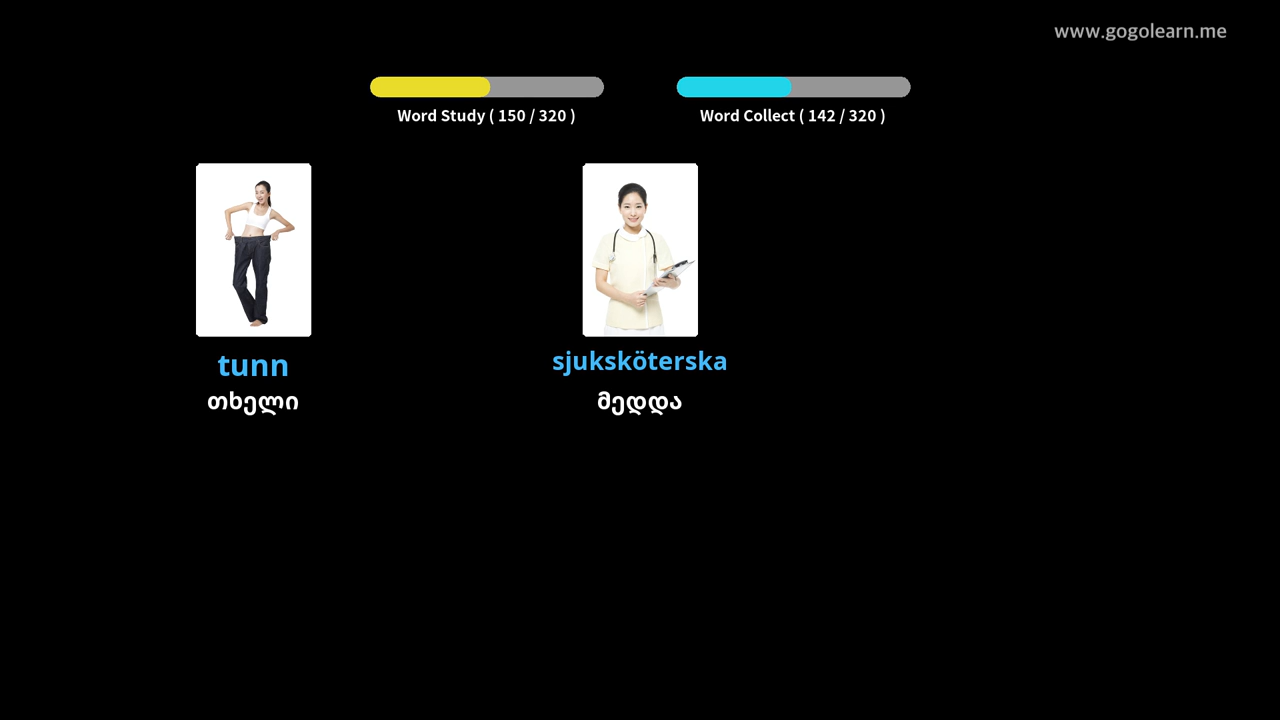 www.gogolearn.me
Word Study ( 150 / 320 )
Word Collect ( 142 / 320 )
tunn
თხელი
sjuksköterska
მედდა